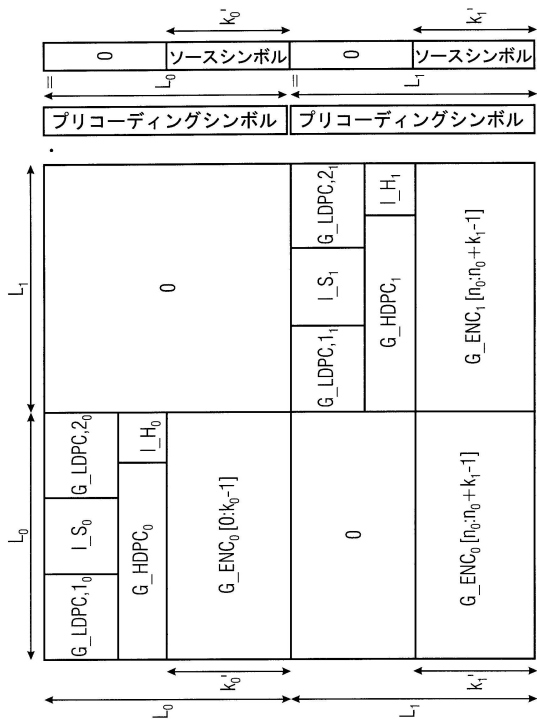 L₀
L₁
G_LDPC,1₀
I_S₀
G_LDPC,2₀
G_HDPC₀
I_H₀
G_ENC₀ [0:k₀-1]
0
0
G_LDPC,1₁
I_S₁
G_LDPC,2₁
G_HDPC₁
I_H₁
G_ENC₀ [n₀:n₀+k₁-1]
G_ENC₁ [n₀:n₀+k₁-1]
L₀
k₀'
L₁
k₁'
・
プリコーディングシンボル
プリコーディングシンボル
=
L₀
=
L₁
0
ソースシンボル
0
ソースシンボル
k₀'
k₁'